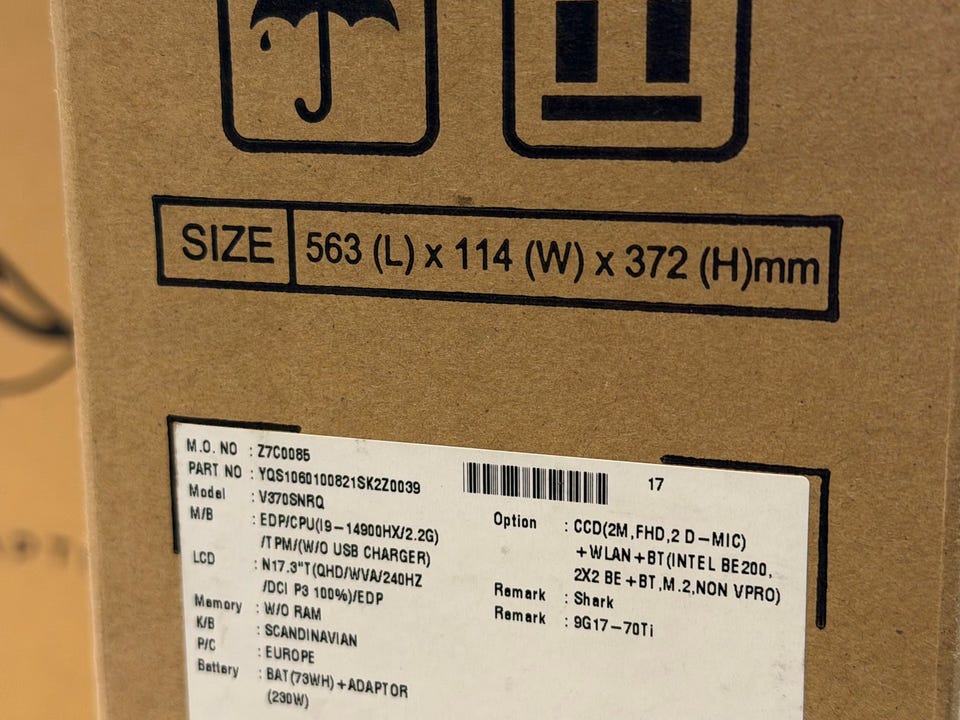 SIZE 563 (L) x 114 (W) x 372 (H)mm
M.O. NO : Z7C0085
PART NO : YQS1060100821SK2Z0039
Model : V370SNRQ
M/B : EDP/CPU(I9-14900HX/2.2G)
/TPM/(W/O USB CHARGER)
LCD : N17.3"T(QHD/WVA/240HZ
/DCI P3 100%)/EDP
Memory : W/O RAM
K/B : SCANDINAVIAN
P/C : EUROPE
Battery : BAT(73WH)+ADAPTOR
(230W)
17
Option : CCD(2M,FHD,2 D-MIC)
+WLAN+BT(INTEL BE200,
2X2 BE+BT,M.2,NON VPRO)
Remark : Shark
Remark : 9G17-70Ti